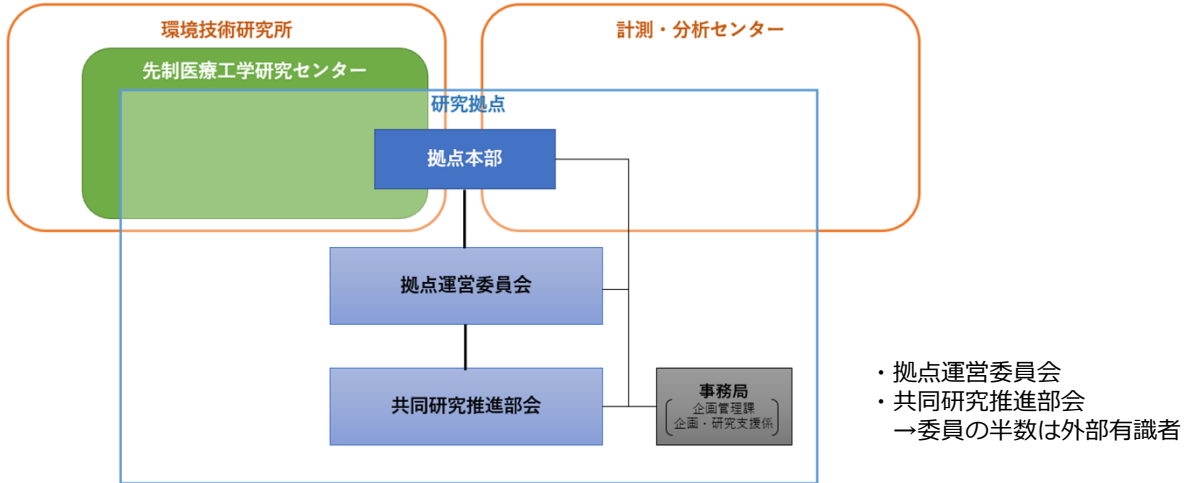 環境技術研究所
計測・分析センター
先制医療工学研究センター
研究拠点
拠点本部
拠点運営委員会
共同研究推進部会
事務局
企画管理課
企画・研究支援係
・拠点運営委員会
・共同研究推進部会
→委員の半数は外部有識者